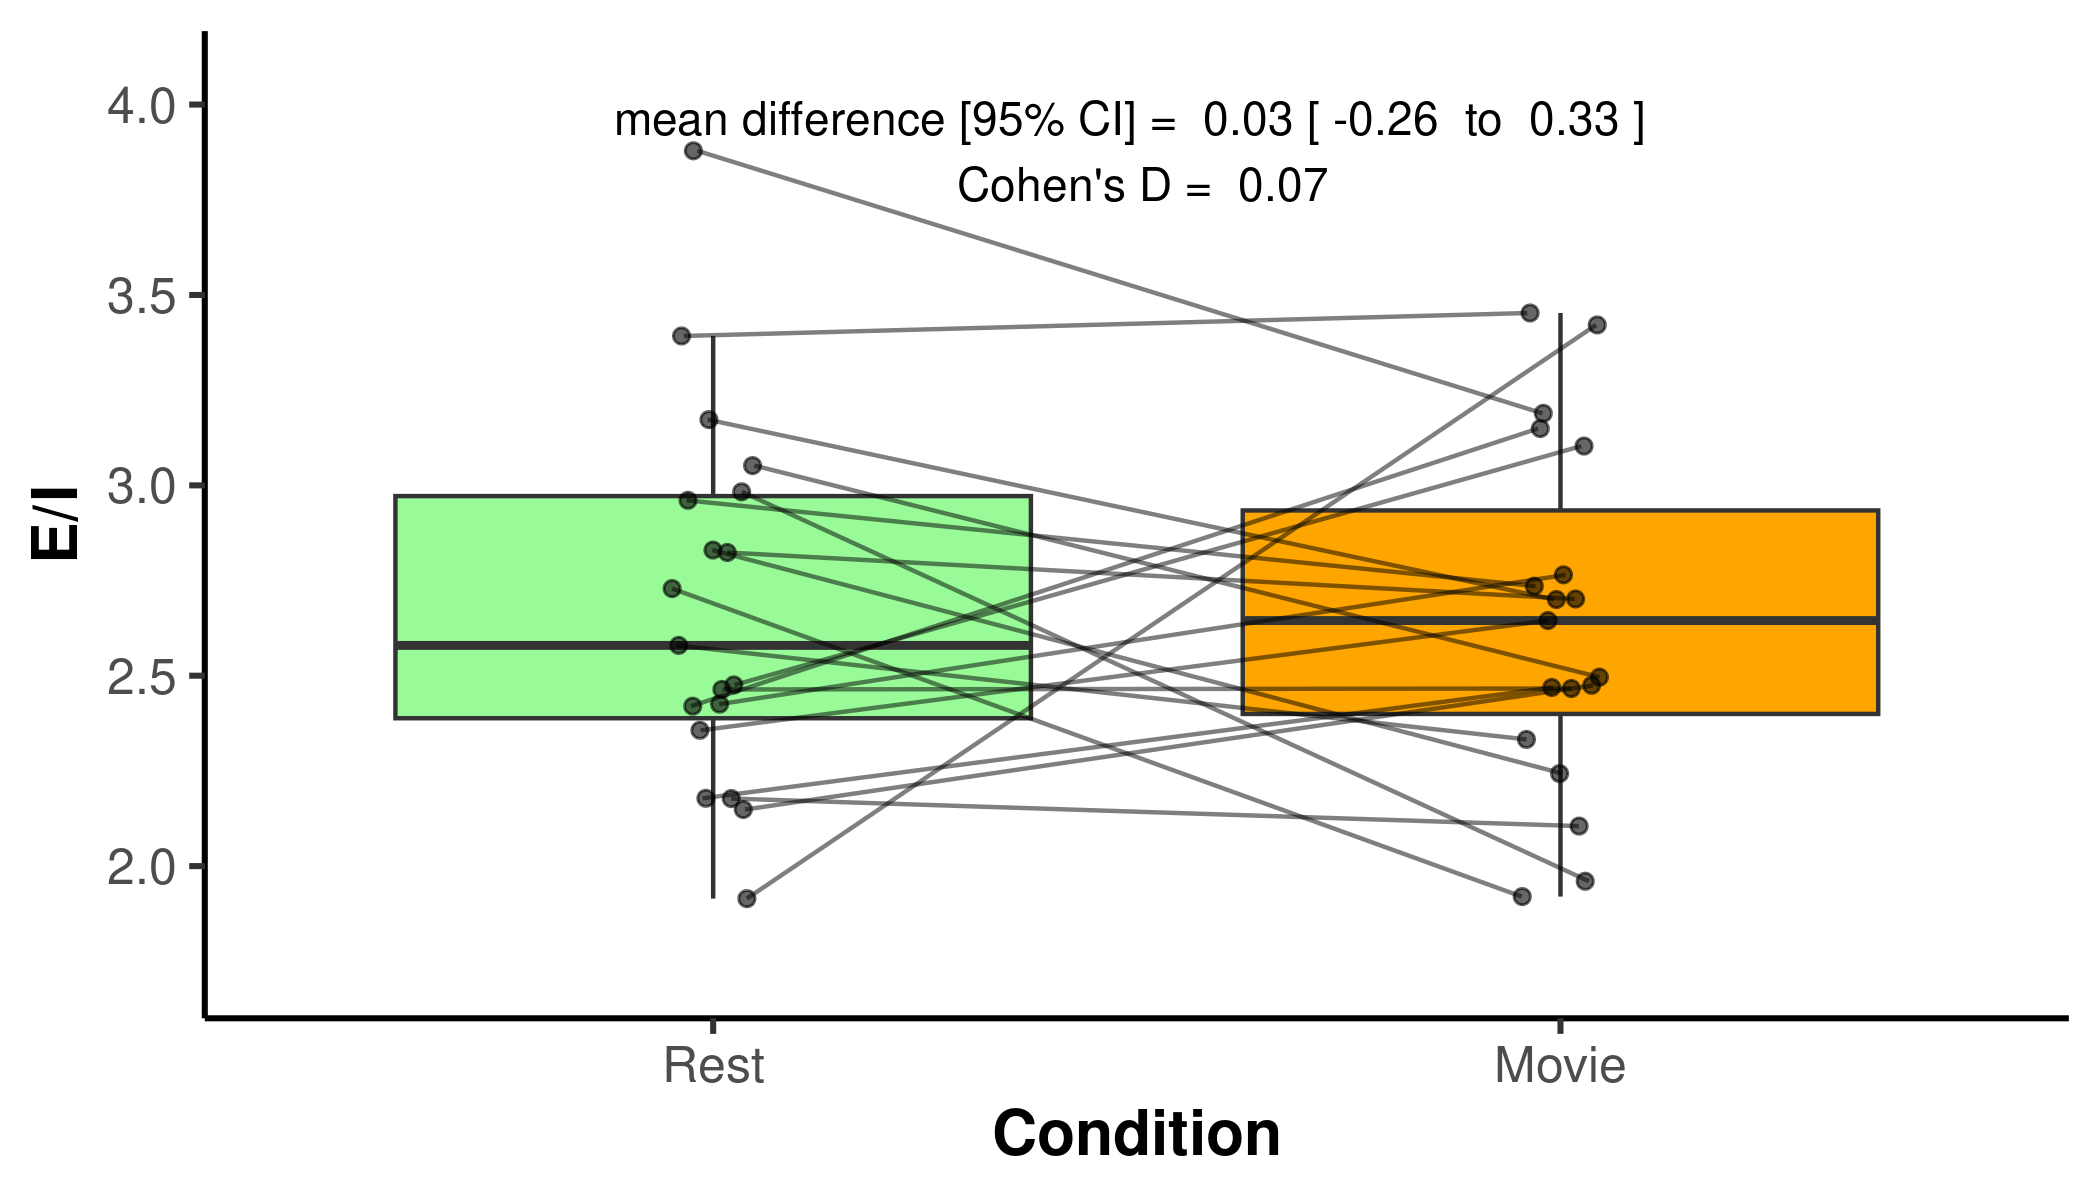 mean difference [95% CI] = 0.03 [ -0.26 to 0.33 ]
Cohen's D = 0.07
E/I
4.0
3.5
3.0
2.5
2.0
Rest Movie
Condition